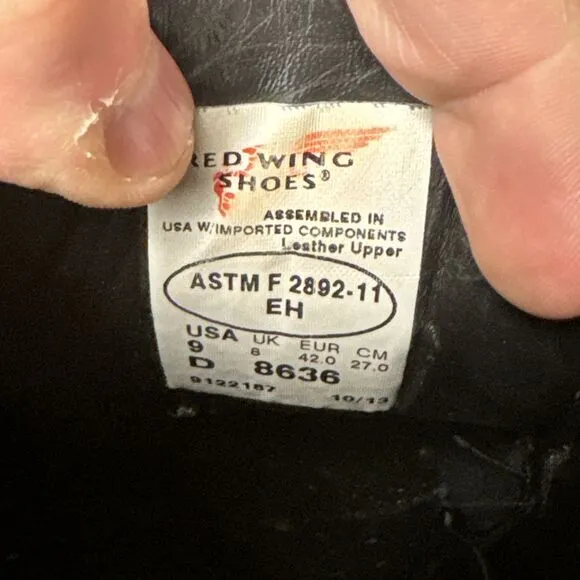 RED WING
SHOES®
ASSEMBLED IN
USA W/IMPORTED COMPONENTS
Leather Upper
ASTM F 2892-11
EH
USA UK EUR CM
9 8 42.0 27.0
D 8636
9122187 10/13